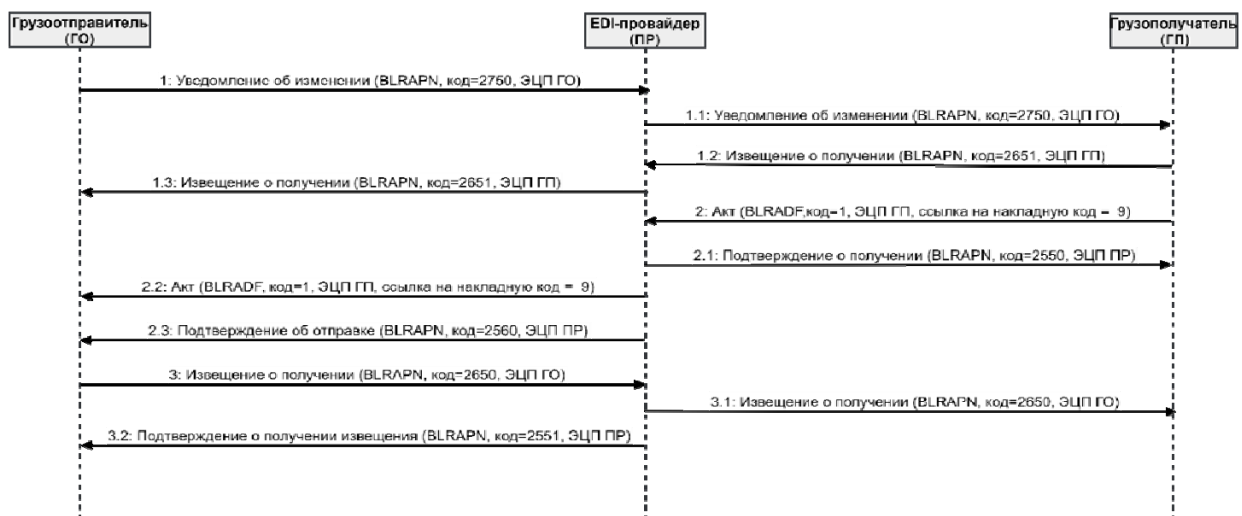 Грузоотправитель
(ГО)
EDI-провайдер
(ПР)
Грузополучатель
(ГП)
1: Уведомление об изменении (BLRAPN, код=2750, ЭЦП ГО)
1.1: Уведомление об изменении (BLRAPN, код=2750, ЭЦП ГО)
1.2: Извещение о получении (BLRAPN, код=2651, ЭЦП ГП)
1.3: Извещение о получении (BLRAPN, код=2651, ЭЦП ГП)
2: Акт (BLRADF,код=1, ЭЦП ГП, ссылка на накладную код = 9)
2.1: Подтверждение о получении (BLRAPN, код=2550, ЭЦП ПР)
2.2: Акт (BLRADF, код=1, ЭЦП ГП, ссылка на накладную код = 9)
2.3: Подтверждение об отправке (BLRAPN, код=2560, ЭЦП ПР)
3: Извещение о получении (BLRAPN, код=2650, ЭЦП ГО)
3.1: Извещение о получении (BLRAPN, код=2650, ЭЦП ГО)
3.2: Подтверждение о получении извещения (BLRAPN, код=2551, ЭЦП ПР)